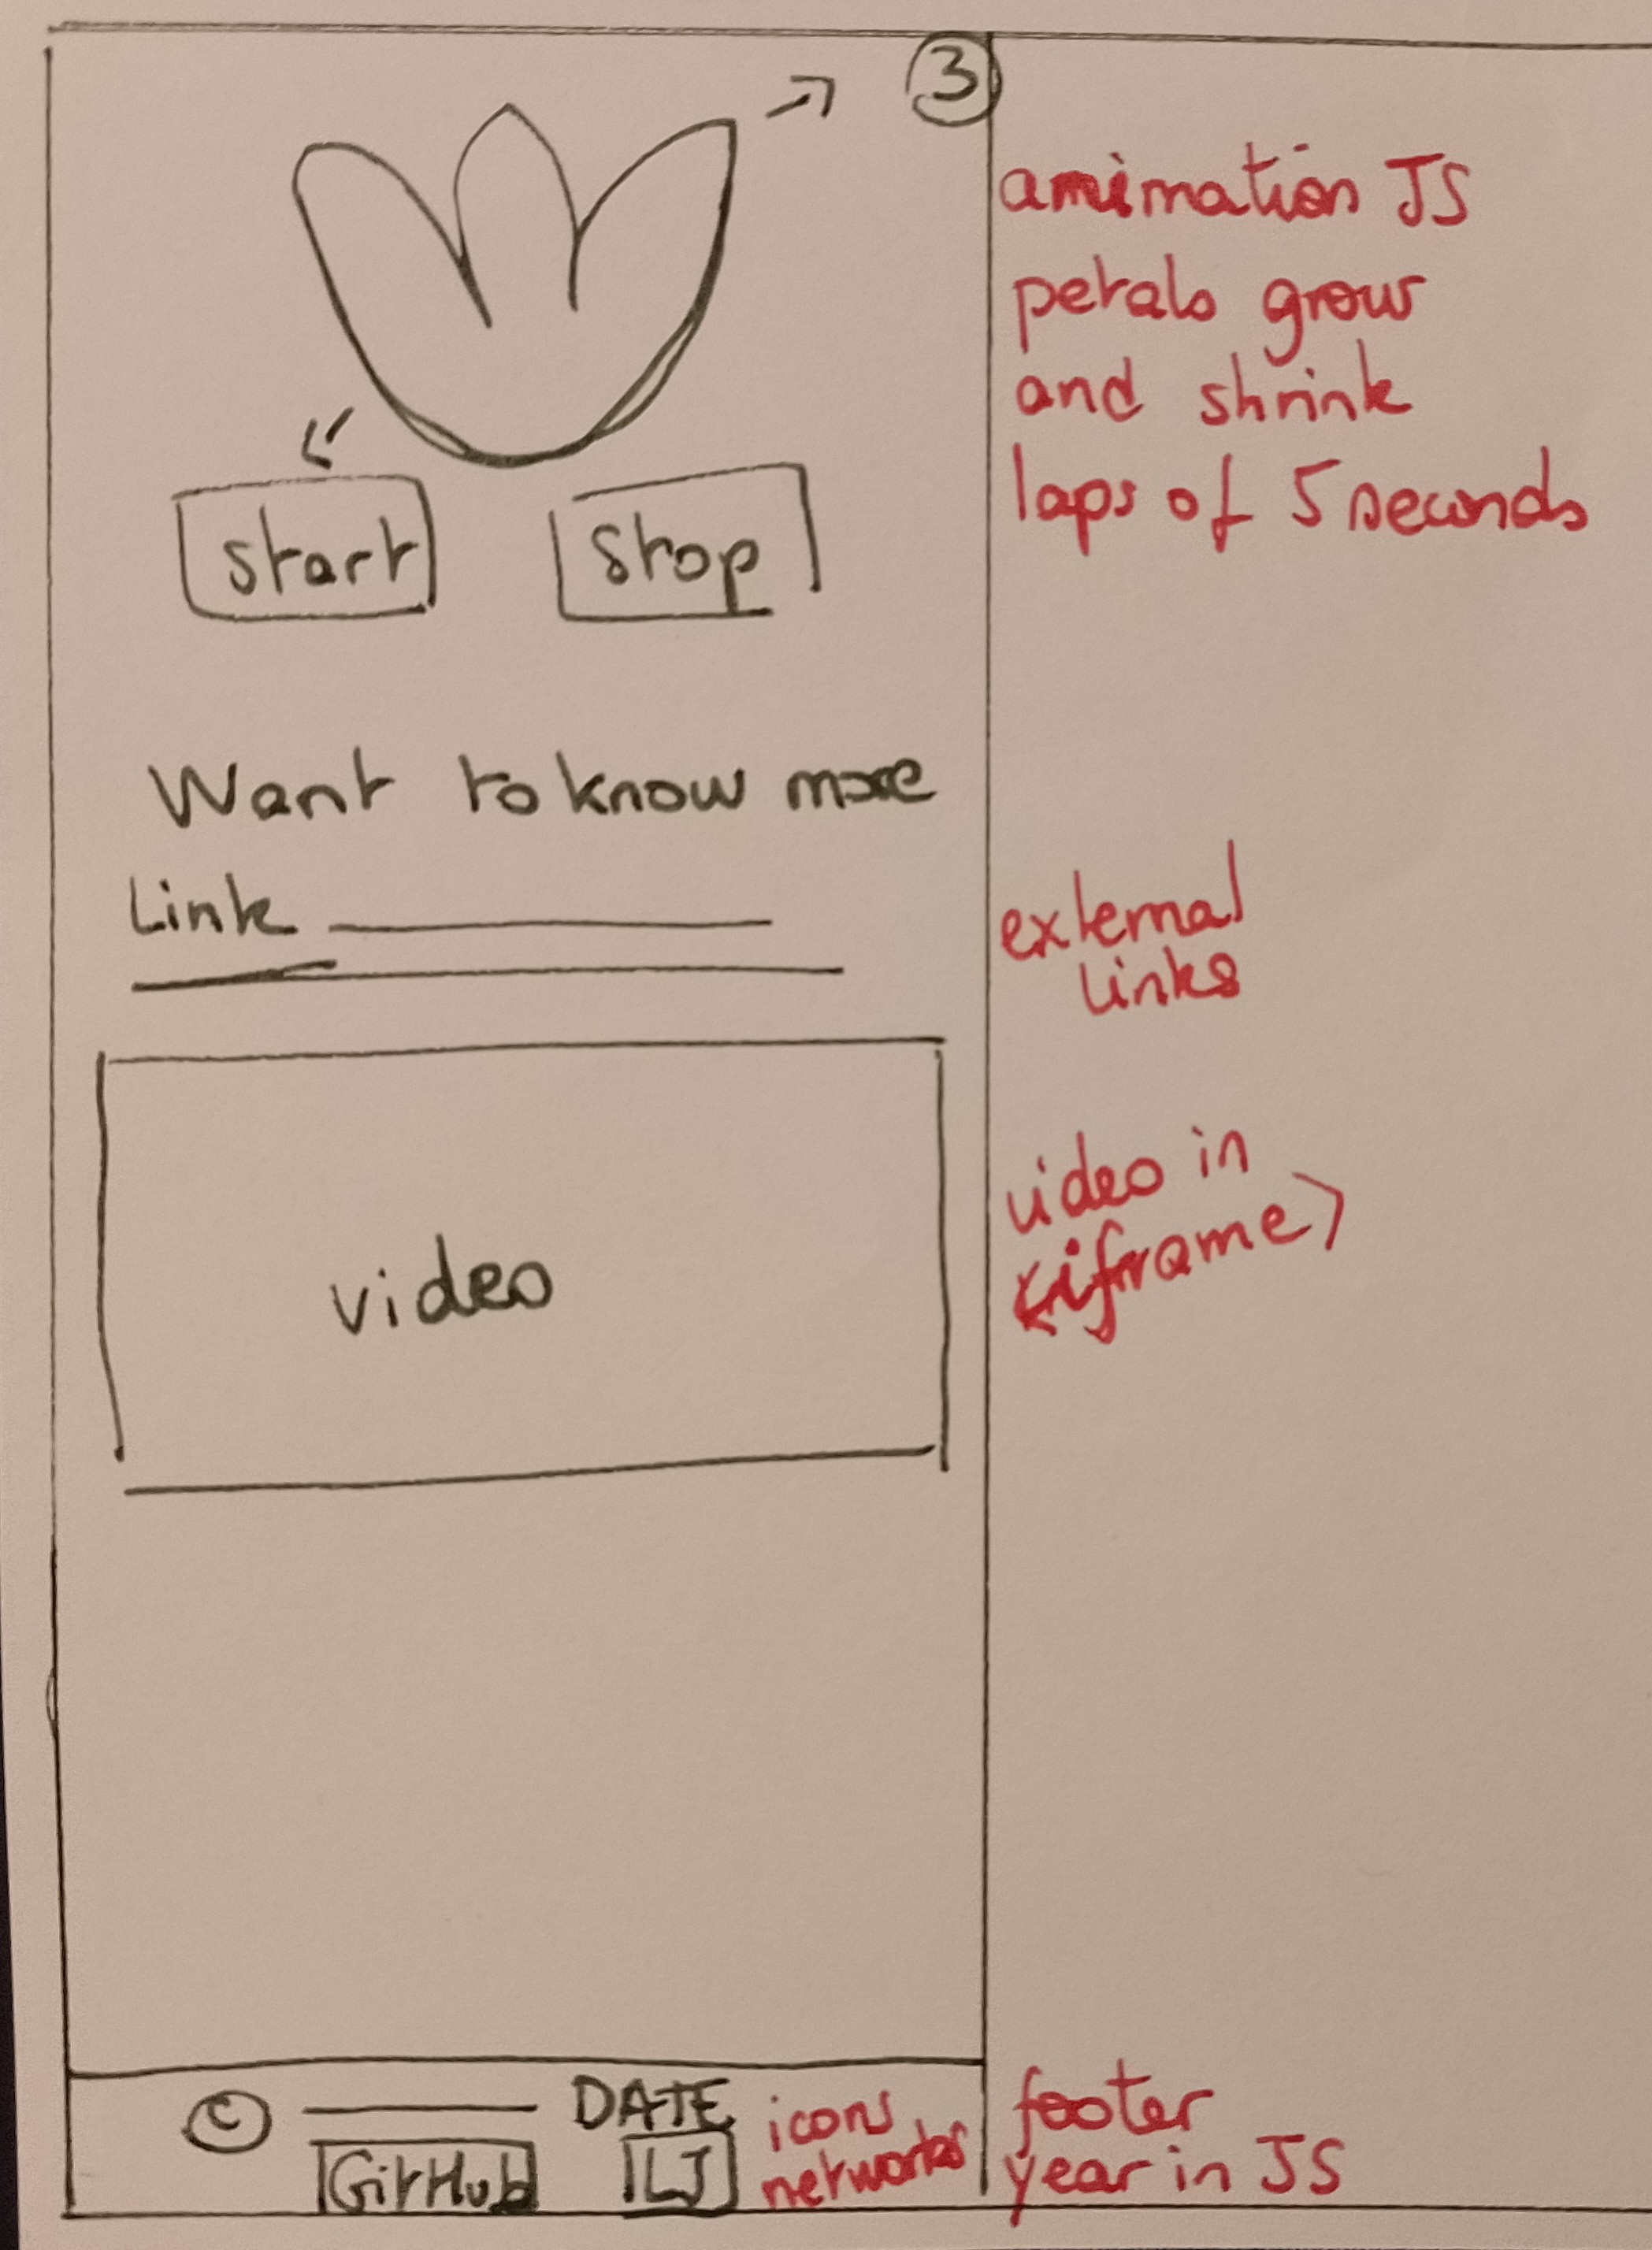 3
animation JS
petals grow
and shrink
laps of 5 seconds
start
Stop
Want to know more
Link
external
links
video in
<iframe>
video
© DATE
GitHub
icons
networks
footer
year in JS